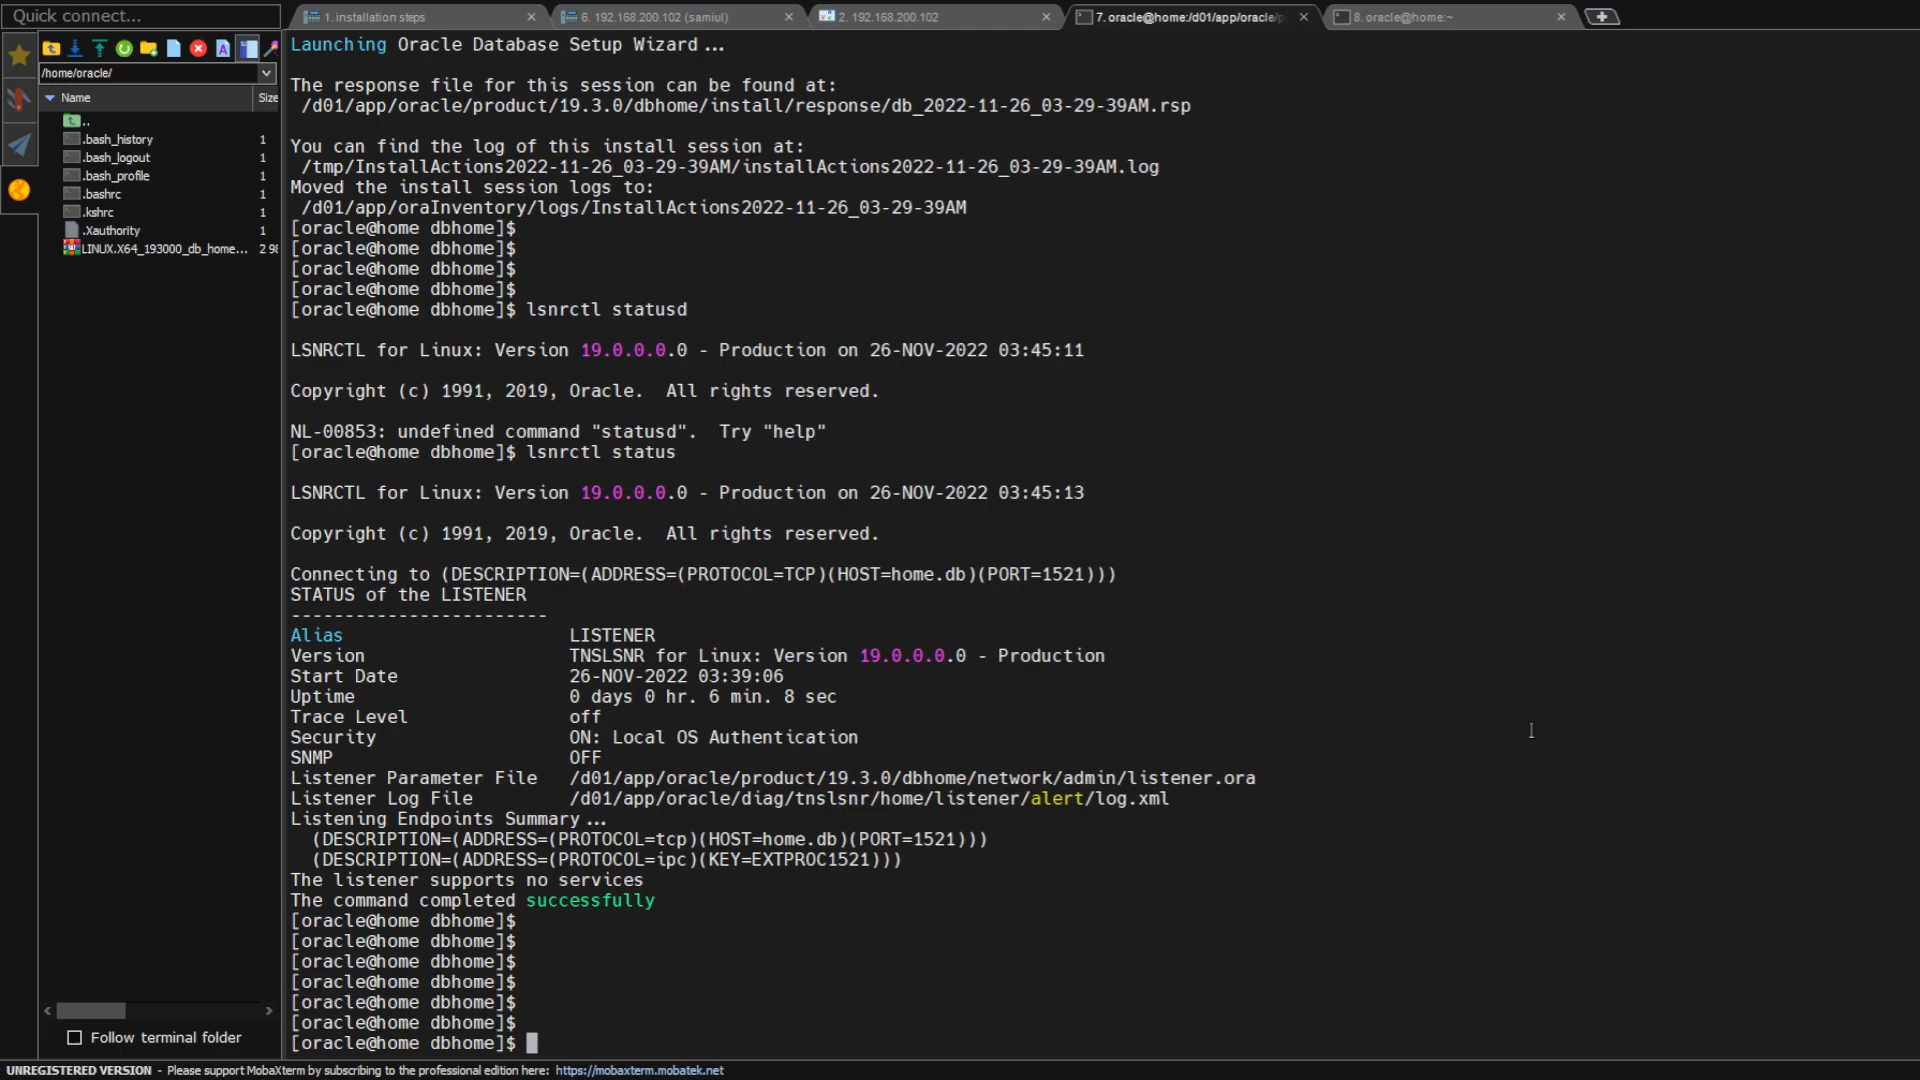 Quick connect...
1. installation steps
6. 192.168.200.102 (samiul)
2. 192.168.200.102
7. oracle@home:/d01/app/oracle/p
8. oracle@home:~
/home/oracle/
Name
Size
..
.bash_history 1
.bash_logout 1
.bash_profile 1
.bashrc 1
.kshrc 1
.Xauthority 1
LINUX.X64_193000_db_home... 2 98
Follow terminal folder
Launching Oracle Database Setup Wizard...
The response file for this session can be found at:
/d01/app/oracle/product/19.3.0/dbhome/install/response/db_2022-11-26_03-29-39AM.rsp
You can find the log of this install session at:
/tmp/InstallActions2022-11-26_03-29-39AM/installActions2022-11-26_03-29-39AM.log
Moved the install session logs to:
/d01/app/oraInventory/logs/InstallActions2022-11-26_03-29-39AM
[oracle@home dbhome]$
[oracle@home dbhome]$
[oracle@home dbhome]$
[oracle@home dbhome]$
[oracle@home dbhome]$ lsnrctl statusd
LSNRCTL for Linux: Version 19.0.0.0.0 - Production on 26-NOV-2022 03:45:11
Copyright (c) 1991, 2019, Oracle.  All rights reserved.
NL-00853: undefined command "statusd".  Try "help"
[oracle@home dbhome]$ lsnrctl status
LSNRCTL for Linux: Version 19.0.0.0.0 - Production on 26-NOV-2022 03:45:13
Copyright (c) 1991, 2019, Oracle.  All rights reserved.
Connecting to (DESCRIPTION=(ADDRESS=(PROTOCOL=TCP)(HOST=home.db)(PORT=1521)))
STATUS of the LISTENER
------------------------
Alias                     LISTENER
Version                   TNSLSNR for Linux: Version 19.0.0.0.0 - Production
Start Date                26-NOV-2022 03:39:06
Uptime                    0 days 0 hr. 6 min. 8 sec
Trace Level               off
Security                  ON: Local OS Authentication
SNMP                      OFF
Listener Parameter File   /d01/app/oracle/product/19.3.0/dbhome/network/admin/listener.ora
Listener Log File         /d01/app/oracle/diag/tnslsnr/home/listener/alert/log.xml
Listening Endpoints Summary...
(DESCRIPTION=(ADDRESS=(PROTOCOL=tcp)(HOST=home.db)(PORT=1521)))
(DESCRIPTION=(ADDRESS=(PROTOCOL=ipc)(KEY=EXTPROC1521)))
The listener supports no services
The command completed successfully
[oracle@home dbhome]$
[oracle@home dbhome]$
[oracle@home dbhome]$
[oracle@home dbhome]$
[oracle@home dbhome]$
[oracle@home dbhome]$
[oracle@home dbhome]$
UNREGISTERED VERSION - Please support MobaXterm by subscribing to the professional edition here: https://mobaxterm.mobatek.net